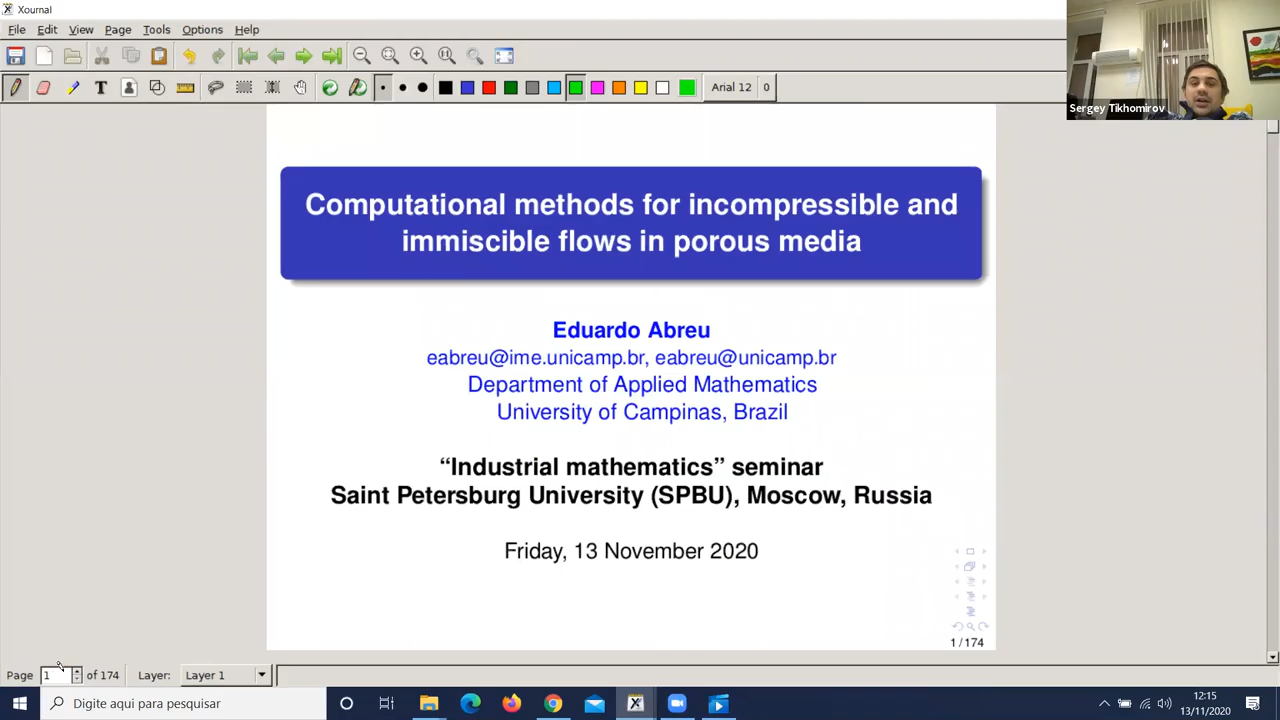 Xournal
File Edit View Page Tools Options Help
T
Arial 12 0
Sergey Tikhomirov
Computational methods for incompressible and
immiscible flows in porous media
Eduardo Abreu
eabreu@ime.unicamp.br, eabreu@unicamp.br
Department of Applied Mathematics
University of Campinas, Brazil
“Industrial mathematics” seminar
Saint Petersburg University (SPBU), Moscow, Russia
Friday, 13 November 2020
1 / 174
Page 1 of 174 Layer: Layer 1
Digite aqui para pesquisar
12:15
13/11/2020